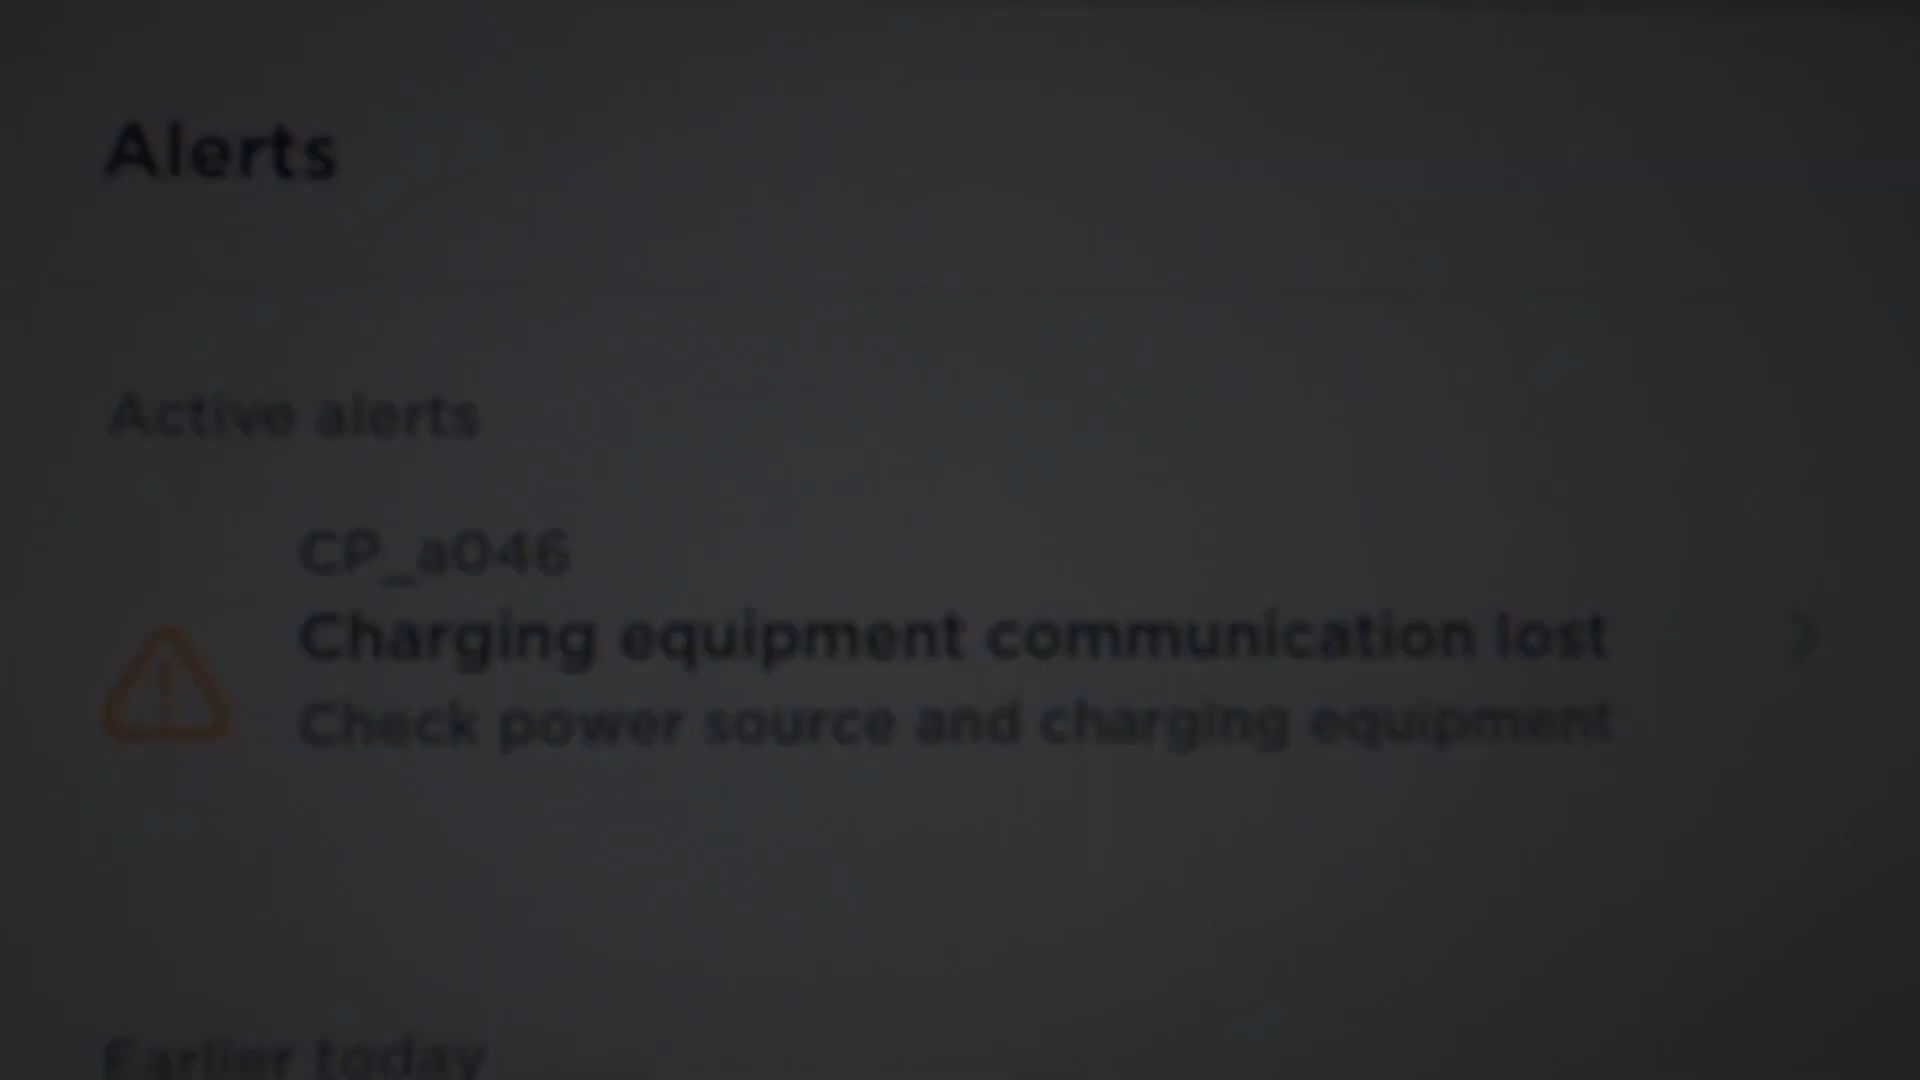 Alerts
Active alerts
CP_a046
Charging equipment communication lost
Check power source and charging equipment
Earlier today